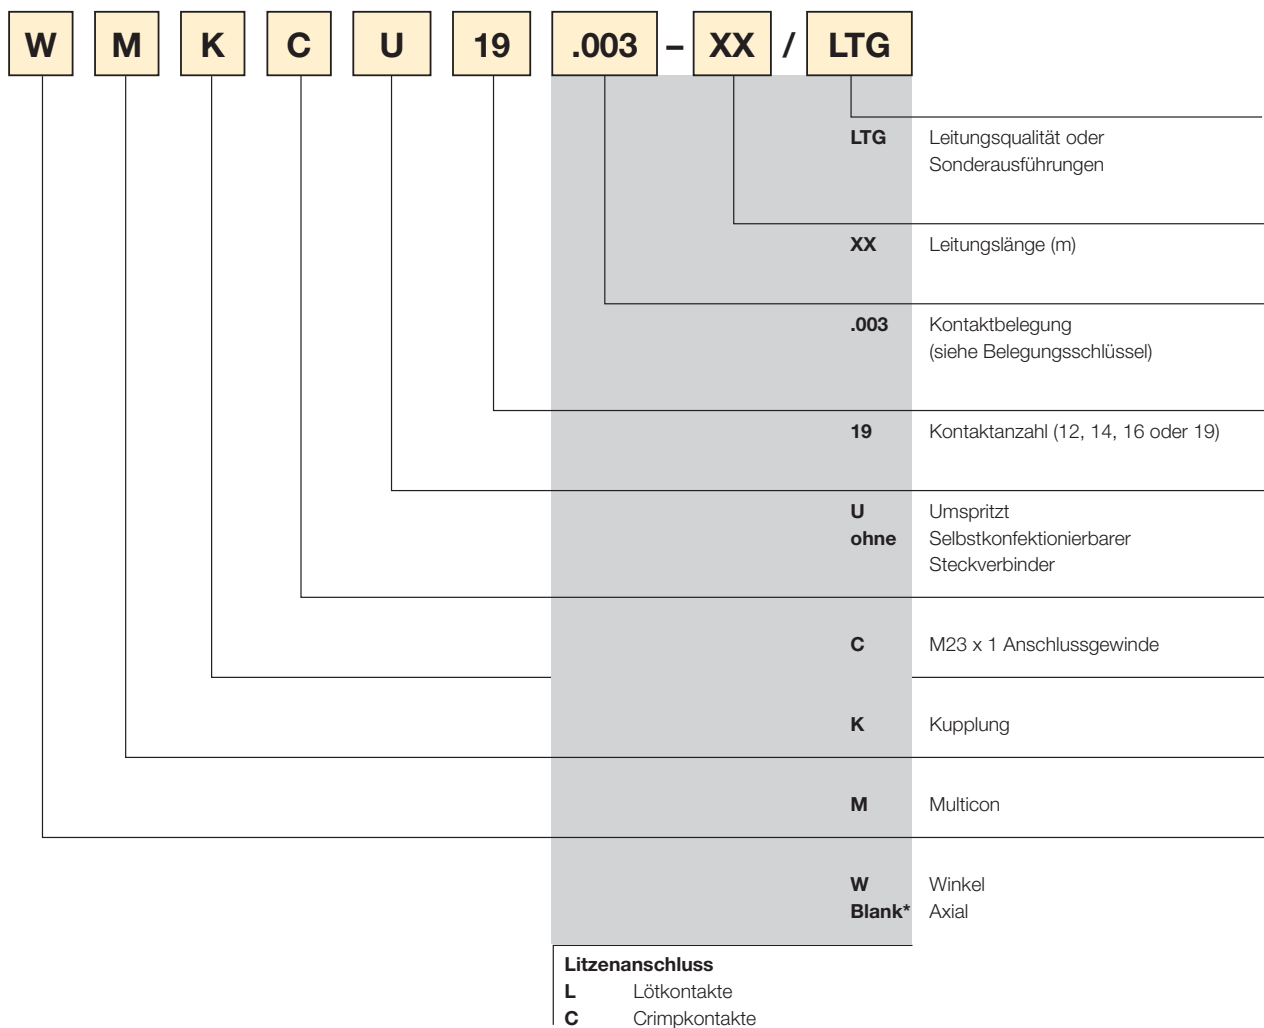 W M K C U 19 .003 – XX / LTG
LTG Leitungsqualität oder
Sonderausführungen
XX Leitungslänge (m)
.003 Kontaktbelegung
(siehe Belegungsschlüssel)
19 Kontaktanzahl (12, 14, 16 oder 19)
U Umspritzt
ohne Selbstkonfektionierbarer
Steckverbinder
C M23 x 1 Anschlussgewinde
K Kupplung
M Multicon
W Winkel
Blank* Axial
Litzenanschluss
L Lötkontakte
C Crimpkontakte